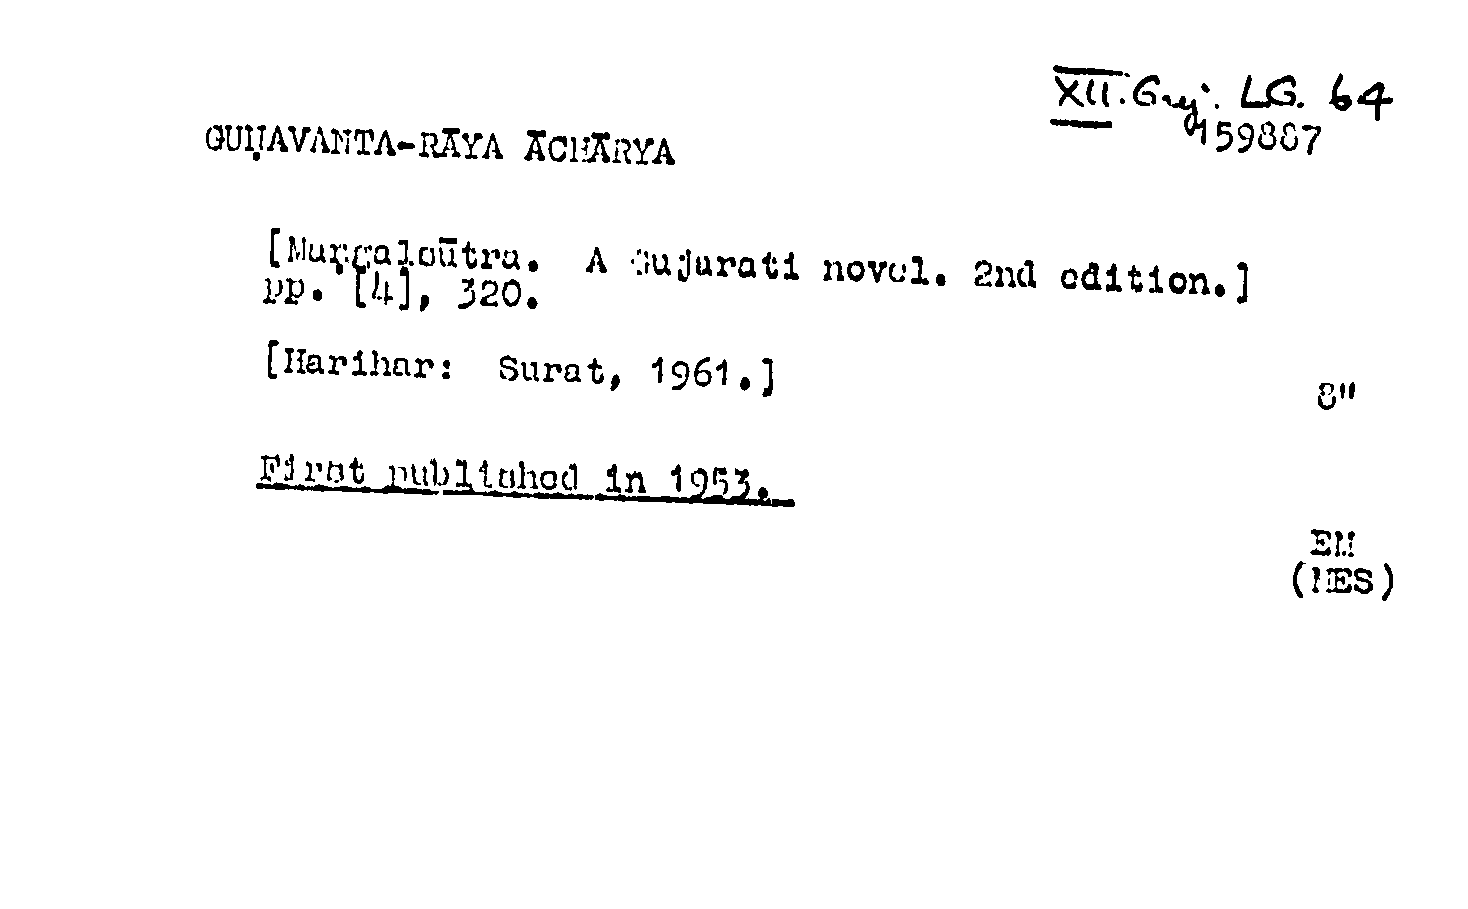 XII. Guj. LG. 64
159887
GUṆAVANTA-RĀYA ĀCHĀRYA
[Maṅgalsūtra. A Gujarati novel. 2nd edition.]
pp. [4], 320.
[Harihar: Surat, 1961.]
8"
First published in 1953.
EM
(MES)